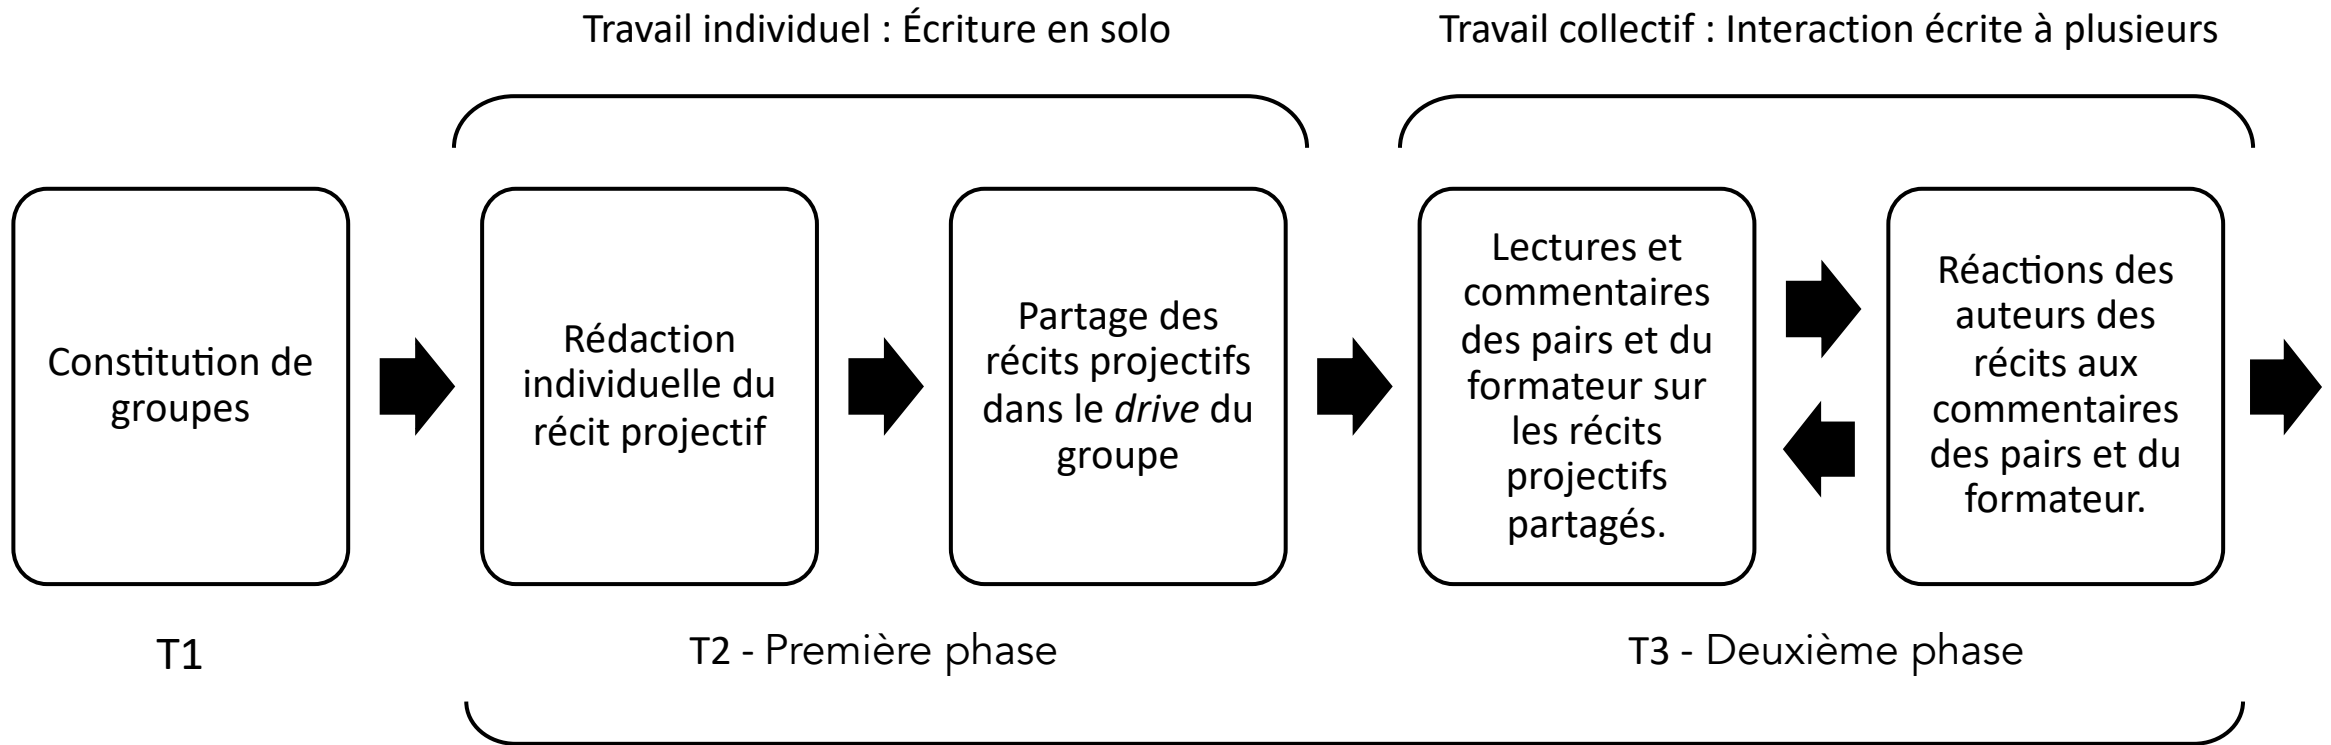 Travail individuel : Écriture en solo
Travail collectif : Interaction écrite à plusieurs
Constitution de
groupes
Rédaction
individuelle du
récit projectif
Partage des
récits projectifs
dans le drive du
groupe
Lectures et
commentaires
des pairs et du
formateur sur
les récits
projectifs
partagés.
Réactions des
auteurs des
récits aux
commentaires
des pairs et du
formateur.
T1
T2 - Première phase
T3 - Deuxième phase